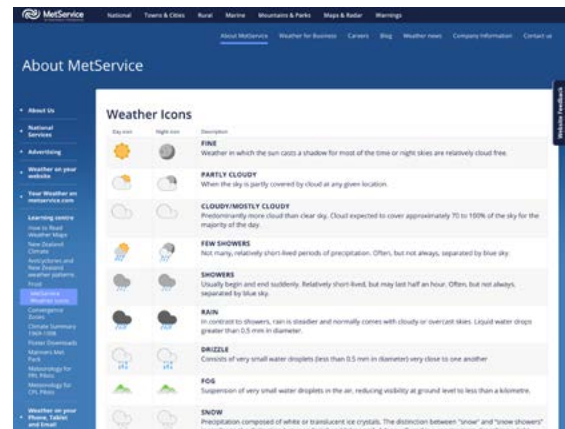 MetService
National Towns & Cities Rural Marine Mountains & Parks Maps & Radar Warnings
About MetService Weather for Business Careers Blog Weather news Company Information Contact us
About MetService
Website Feedback
About Us
National
Services
Advertising
Weather on your
website
Your Weather on
metservice.com
Learning centre
How to Read
Weather Maps
New Zealand
Climate
Anticyclones and
New Zealand
weather patterns
Frost
MetService
Weather Icons
Convergence
Zones
Climate Summary
Poster Downloads
Mariners Met
Pack
Meteorology for
PPL Pilots
Meteorology for
CPL Pilots
Weather on your
Phone, Tablet
and Email
Weather Icons
Day icon Night icon Description
FINE
Weather in which the sun casts a shadow for most of the time or night skies are relatively cloud free.
PARTLY CLOUDY
When the sky is partly covered by cloud at any given location.
CLOUDY/MOSTLY CLOUDY
Predominantly more cloud than clear sky. Cloud expected to cover approximately 70 to 100% of the sky for the
majority of the day.
FEW SHOWERS
Not many, relatively short-lived periods of precipitation. Often, but not always, separated by blue sky.
SHOWERS
Usually begin and end suddenly. Relatively short-lived, but may last half an hour. Often, but not always,
separated by blue sky.
RAIN
In contrast to showers, rain is steadier and normally comes with cloudy or overcast skies. Liquid water drops
greater than 0.5 mm in diameter.
DRIZZLE
Consists of very small water droplets (less than 0.5 mm in diameter) very close to one another
FOG
Suspension of very small water droplets in the air, reducing visibility at ground level to less than a kilometre.
SNOW
Precipitation composed of white or translucent ice crystals. The distinction between "snow" and "snow showers"